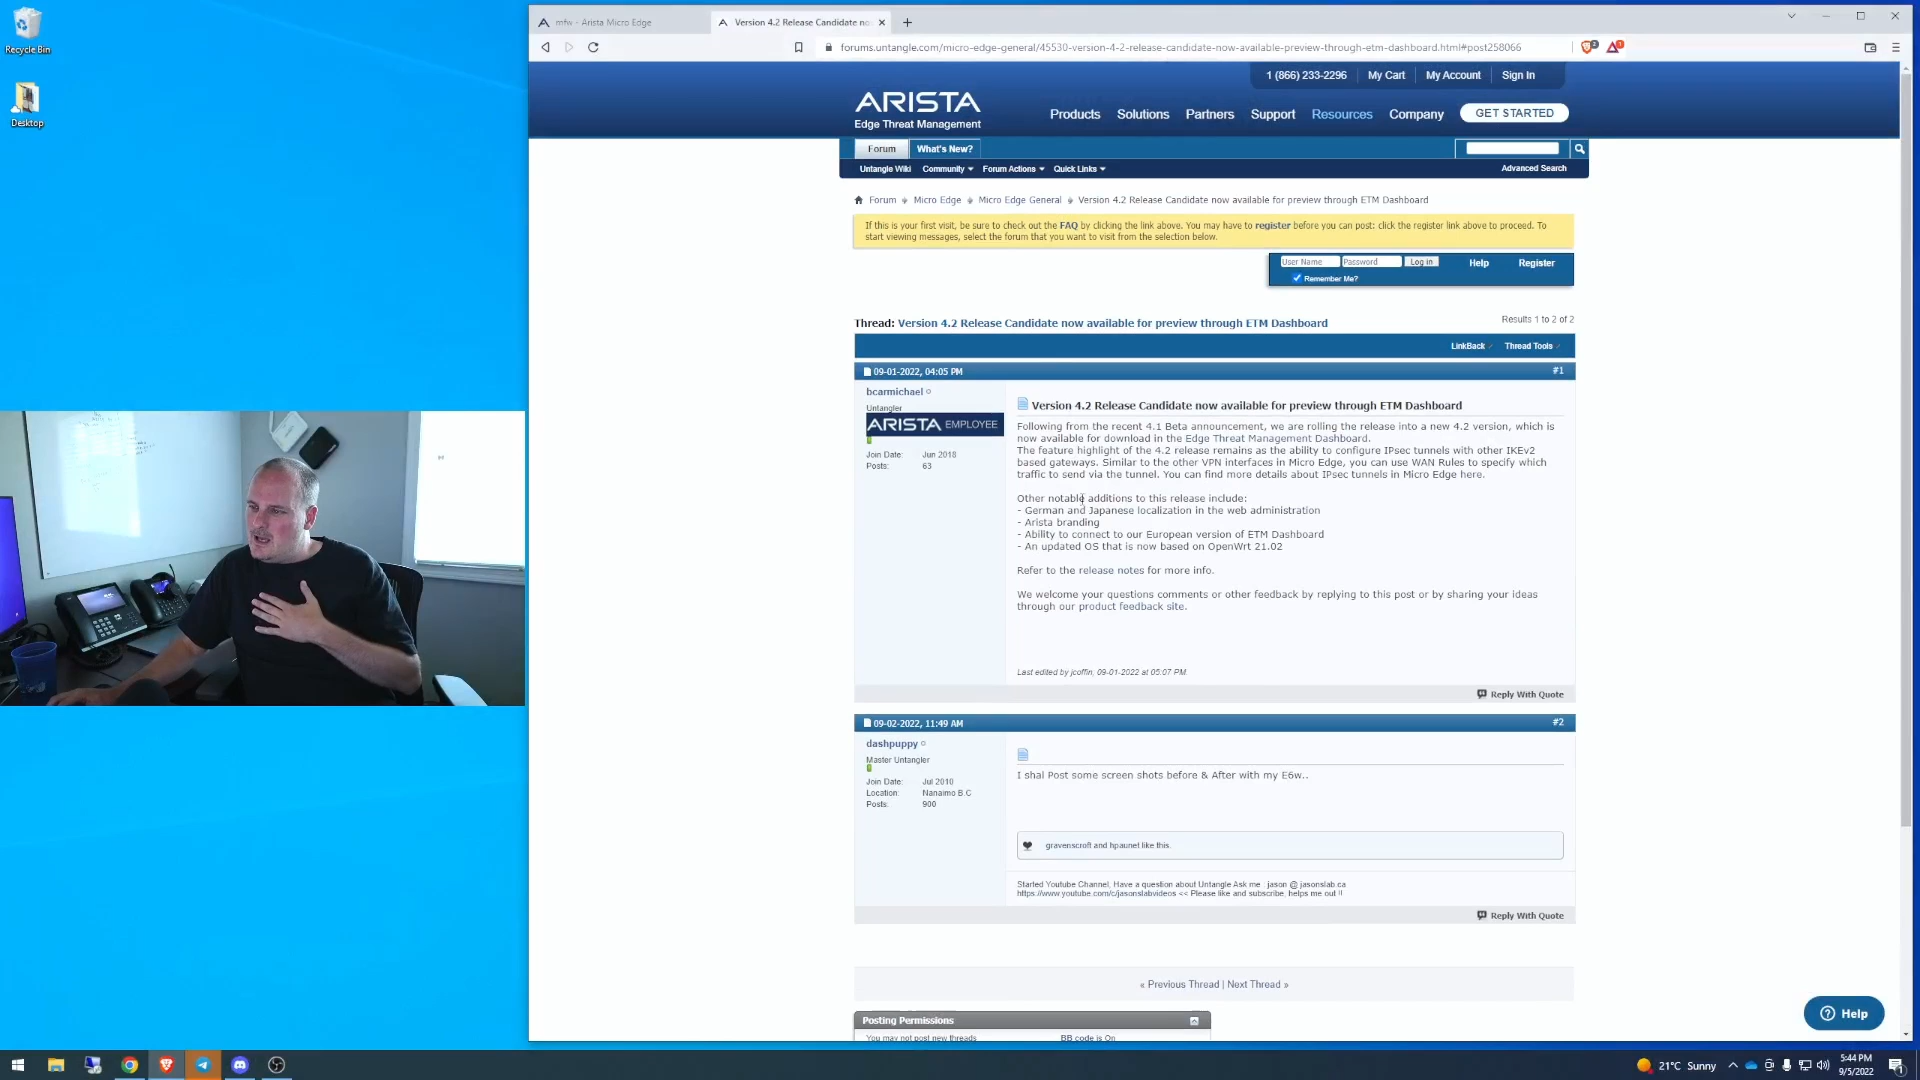 Recycle Bin
Desktop
mfw - Arista Micro Edge
Version 4.2 Release Candidate no
forums.untangle.com/micro-edge-general/45530-version-4-2-release-candidate-now-available-preview-through-etm-dashboard.html#post258066
1 (866) 233-2296
My Cart
My Account
Sign In
ARISTA
Edge Threat Management
Products
Solutions
Partners
Support
Resources
Company
GET STARTED
Forum
What's New?
Untangle Wiki
Community
Forum Actions
Quick Links
Advanced Search
Forum
Micro Edge
Micro Edge General
Version 4.2 Release Candidate now available for preview through ETM Dashboard
If this is your first visit, be sure to check out the FAQ by clicking the link above. You may have to register before you can post: click the register link above to proceed. To
start viewing messages, select the forum that you want to visit from the selection below.
User Name
Password
Log in
Help
Register
Remember Me?
Thread: Version 4.2 Release Candidate now available for preview through ETM Dashboard
Results 1 to 2 of 2
LinkBack
Thread Tools
09-01-2022, 04:05 PM
#1
bcarmichael
Untangler
ARISTA EMPLOYEE
Join Date: Jun 2018
Posts: 63
Version 4.2 Release Candidate now available for preview through ETM Dashboard
Following from the recent 4.1 Beta announcement, we are rolling the release into a new 4.2 version, which is
now available for download in the Edge Threat Management Dashboard.
The feature highlight of the 4.2 release remains as the ability to configure IPsec tunnels with other IKEv2
based gateways. Similar to the other VPN interfaces in Micro Edge, you can use WAN Rules to specify which
traffic to send via the tunnel. You can find more details about IPsec tunnels in Micro Edge here.
Other notable additions to this release include:
- German and Japanese localization in the web administration
- Arista branding
- Ability to connect to our European version of ETM Dashboard
- An updated OS that is now based on OpenWrt 21.02
Refer to the release notes for more info.
We welcome your questions comments or other feedback by replying to this post or by sharing your ideas
through our product feedback site.
Last edited by jcoffin; 09-01-2022 at 05:07 PM.
Reply With Quote
09-02-2022, 11:49 AM
#2
dashpuppy
Master Untangler
Join Date: Jul 2010
Location: Nanaimo B.C
Posts: 900
I shal Post some screen shots before & After with my E6w..
gravenscroft and hpaunet like this.
Started Youtube Channel, Have a question about Untangle Ask me : jason @ jasonslab.ca
https://www.youtube.com/c/jasonslabvideos << Please like and subscribe, helps me out !!
Reply With Quote
« Previous Thread | Next Thread »
Posting Permissions
You may not post new threads
BB code is On
Help
21°C Sunny
5:44 PM
9/5/2022